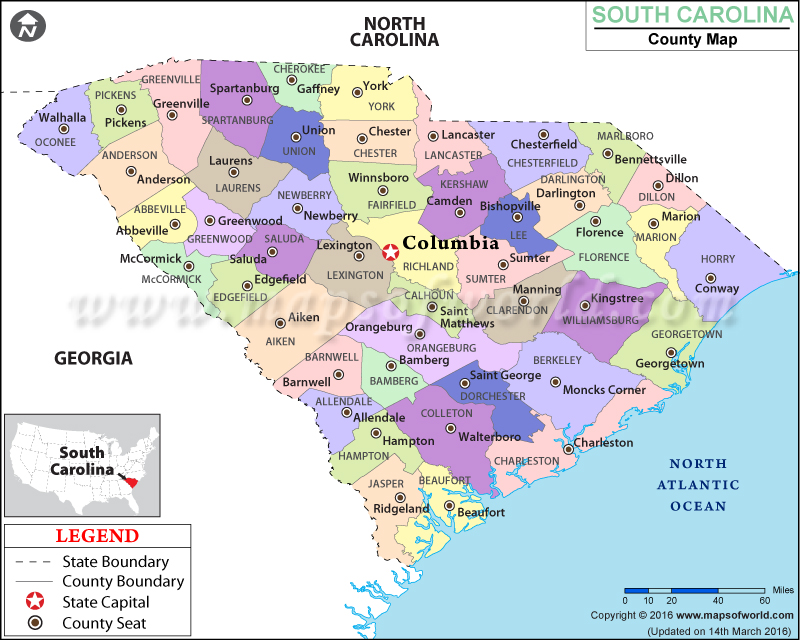 SOUTH CAROLINA
County Map
N
NORTH
CAROLINA
CHEROKEE
Gaffney
GREENVILLE
Greenville
Spartanburg
SPARTANBURG
York
YORK
PICKENS
Pickens
Walhalla
OCONEE
Union
UNION
Chester
CHESTER
Lancaster
LANCASTER
Chesterfield
CHESTERFIELD
MARLBORO
Bennettsville
ANDERSON
Anderson
Laurens
LAURENS
Winnsboro
FAIRFIELD
KERSHAW
Camden
DARLINGTON
Darlington
Dillon
DILLON
NEWBERRY
Newberry
Bishopville
LEE
ABBEVILLE
Abbeville
Greenwood
GREENWOOD
SALUDA
Saluda
Lexington
LEXINGTON
Columbia
RICHLAND
Sumter
SUMTER
Florence
FLORENCE
Marion
MARION
HORRY
Conway
McCormick
McCORMICK
Edgefield
EDGEFIELD
CALHOUN
Saint
Matthews
Manning
CLARENDON
Kingstree
WILLIAMSBURG
www.mapsofworld.com
Aiken
AIKEN
Orangeburg
ORANGEBURG
GEORGETOWN
Georgetown
GEORGIA
BARNWELL
Barnwell
Bamberg
BAMBERG
Saint George
DORCHESTER
BERKELEY
Moncks Corner
ALLENDALE
Allendale
COLLETON
Walterboro
Hampton
HAMPTON
Charleston
CHARLESTON
JASPER
Ridgeland
BEAUFORT
Beaufort
NORTH
ATLANTIC
OCEAN
South
Carolina
LEGEND
State Boundary
County Boundary
State Capital
County Seat
Miles
0 10 20 40 60
Copyright © 2016 www.mapsofworld.com
(Updated on 14th March 2016)